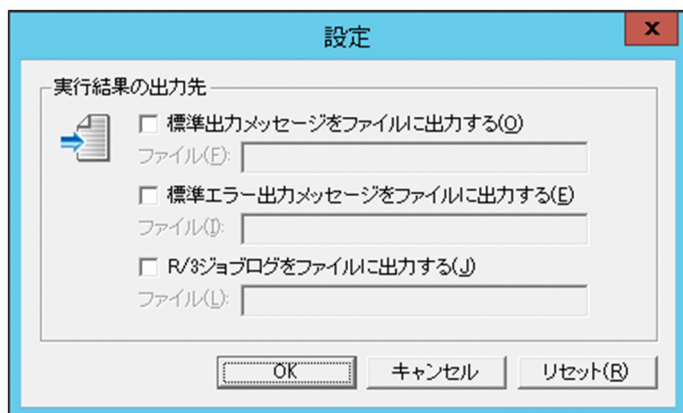 設定
x
実行結果の出力先
標準出力メッセージをファイルに出力する(O)
ファイル(F):
標準エラー出力メッセージをファイルに出力する(E)
ファイル(I):
R/3ジョブログをファイルに出力する(J)
ファイル(L):
OK キャンセル リセット(R)